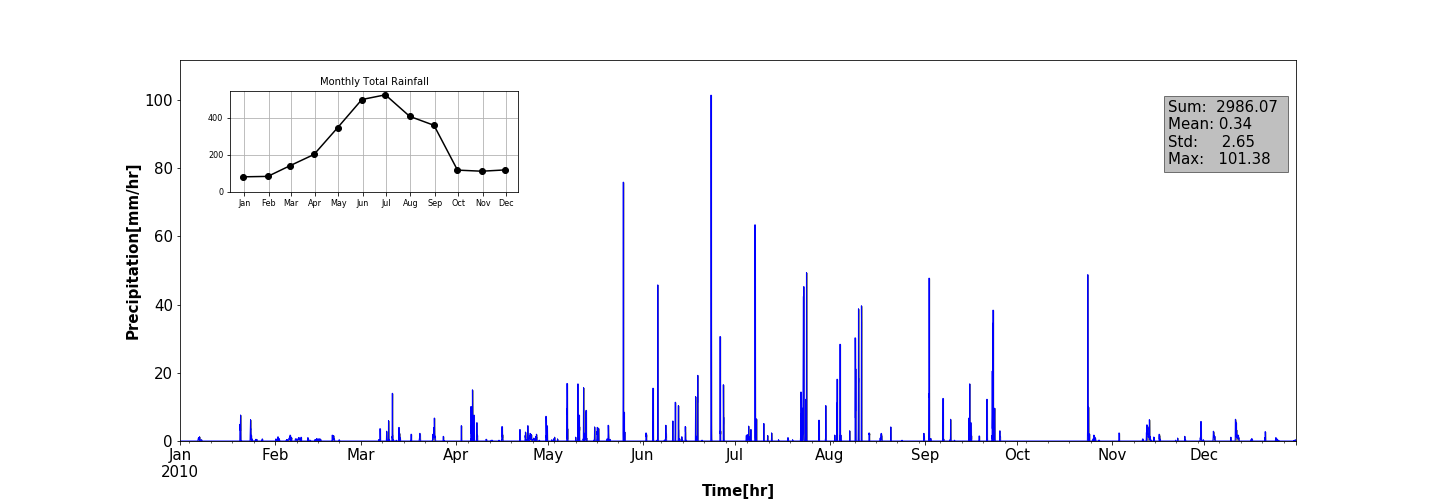 Monthly Total Rainfall
400
200
0
Jan Feb Mar Apr May Jun Jul Aug Sep Oct Nov Dec
Sum: 2986.07
Mean: 0.34
Std: 2.65
Max: 101.38
Precipitation[mm/hr]
100
80
60
40
20
0
Jan Feb Mar Apr May Jun Jul Aug Sep Oct Nov Dec
2010
Time[hr]